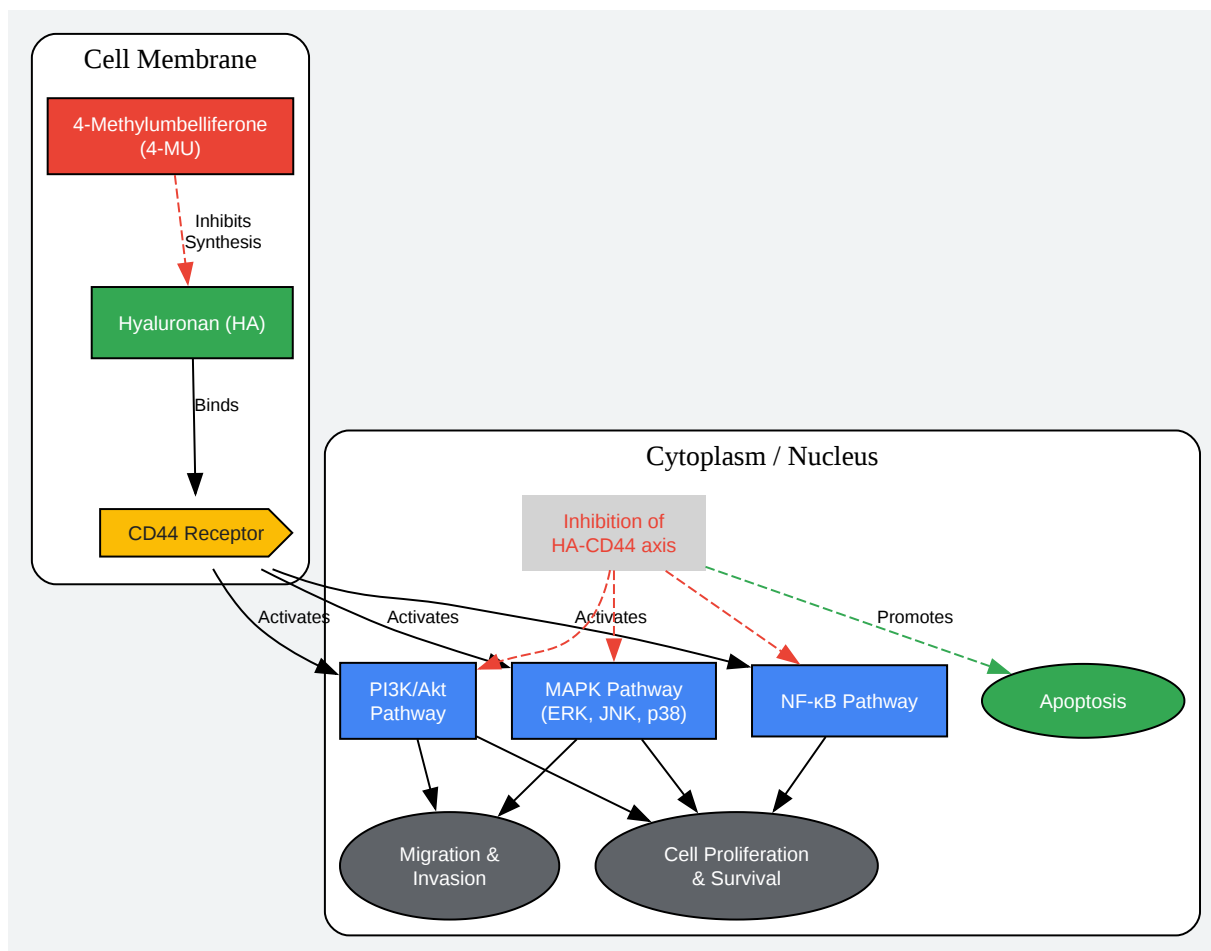 Cell Membrane
4-Methylumbelliferone
(4-MU)
Inhibits
Synthesis
Hyaluronan (HA)
Binds
CD44 Receptor
Cytoplasm / Nucleus
Inhibition of
HA-CD44 axis
Activates
Activates
Activates
Promotes
PI3K/Akt
Pathway
MAPK Pathway
(ERK, JNK, p38)
NF-κB Pathway
Apoptosis
Migration &
Invasion
Cell Proliferation
& Survival